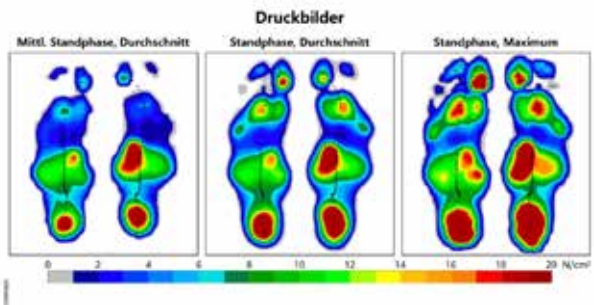 Druckbilder
Mittl. Standphase, Durchschnitt
Standphase, Durchschnitt
Standphase, Maximum
0 2 4 6 8 10 12 14 16 18 20 N/cm²